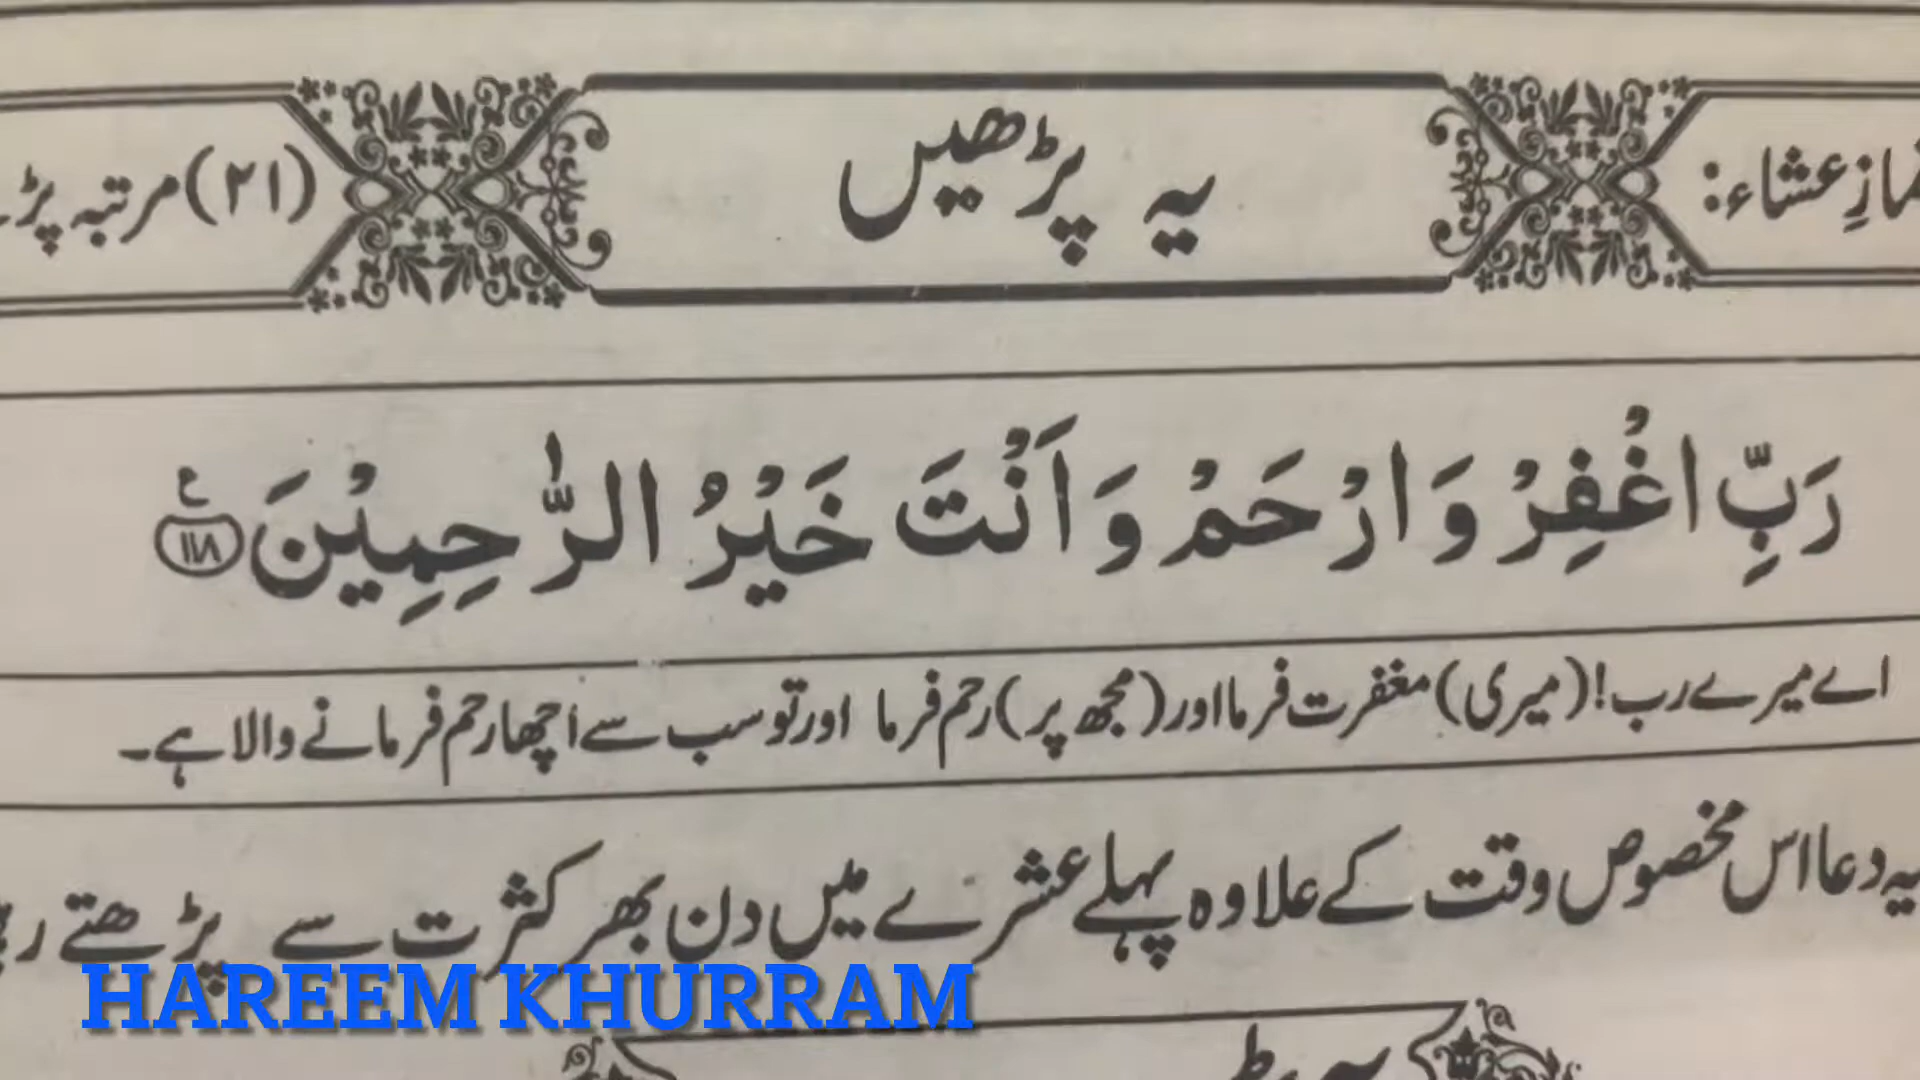 نمازِ عشاء:
یہ پڑھیں
(۲۱) مرتبہ پڑ
رَبِّ اغْفِرْ وَارْحَمْ وَاَنْتَ خَيْرُ الرّٰحِمِيْنَ ۱۱۸ ع
اے میرے رب! (میری) مغفرت فرما اور (مجھ پر) رحم فرما اور تو سب سے اچھا رحم فرمانے والا ہے۔
یہ دعا اس مخصوص وقت کے علاوہ پہلے عشرے میں دن بھر کثرت سے پڑھتے
HAREEM KHURRAM